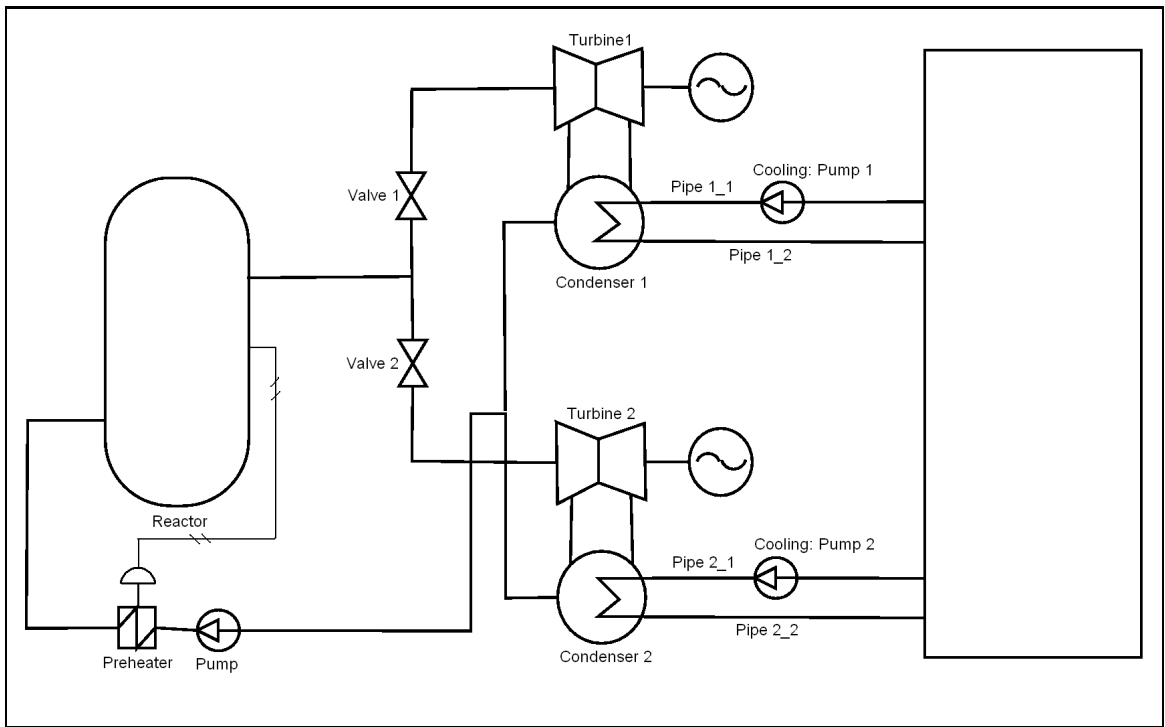 Turbine1
Cooling: Pump 1
Pipe 1_1
Valve 1
Pipe 1_2
Condenser 1
Valve 2
Turbine 2
Reactor
Cooling: Pump 2
Pipe 2_1
Pipe 2_2
Condenser 2
Preheater
Pump